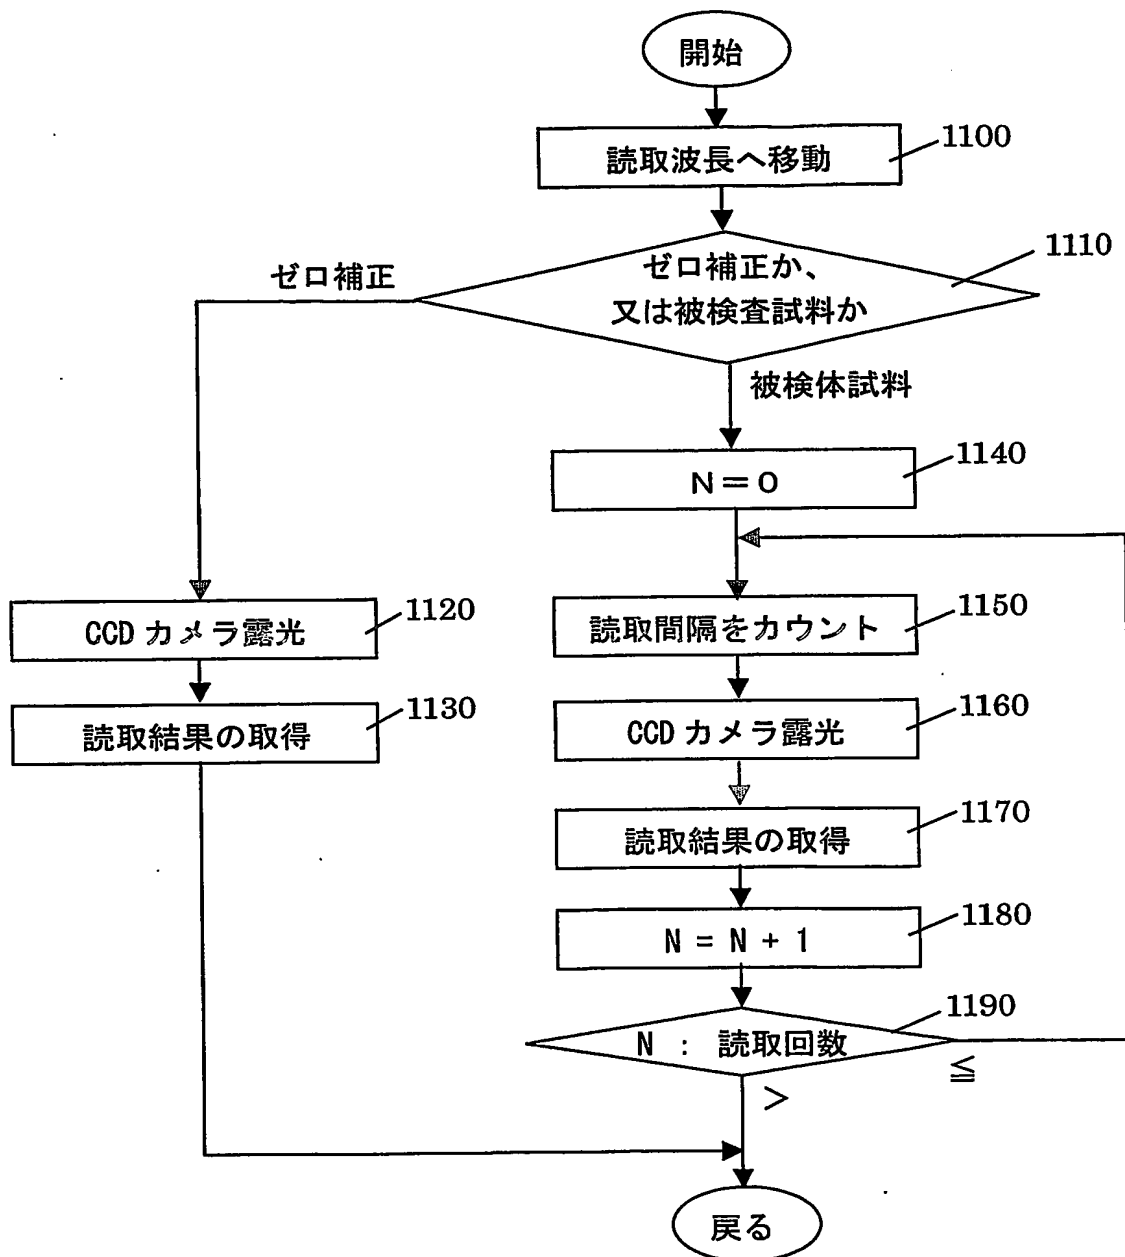 開始
読取波長へ移動
1100
ゼロ補正か、
又は被検査試料か
1110
ゼロ補正
被検体試料
N=0
1140
CCD カメラ露光
1120
読取結果の取得
1130
読取間隔をカウント
1150
CCD カメラ露光
1160
読取結果の取得
1170
N = N + 1
1180
N : 読取回数
1190
≦
>
戻る